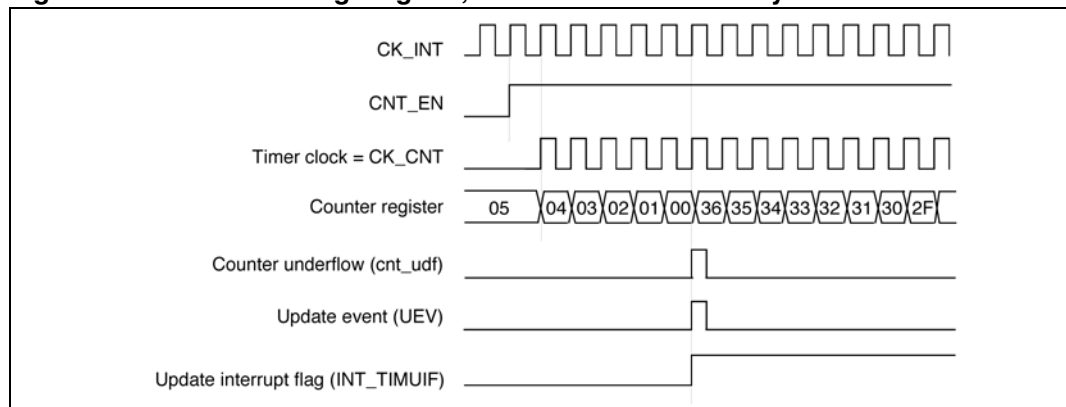 CK_INT
CNT_EN
Timer clock = CK_CNT
Counter register 05 04 03 02 01 00 36 35 34 33 32 31 30 2F
Counter underflow (cnt_udf)
Update event (UEV)
Update interrupt flag (INT_TIMUIF)